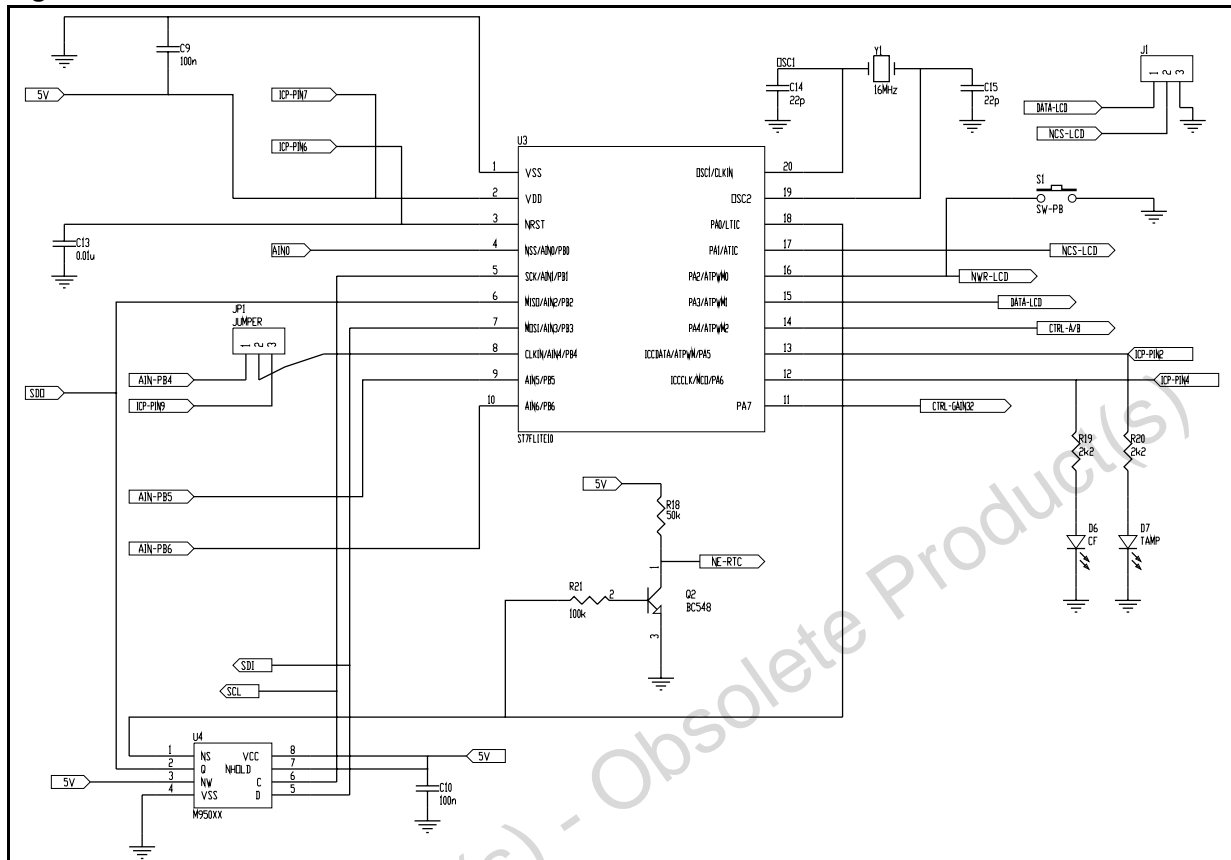 C9
100n
5V
ICP-PIN7
ICP-PIN6
OSC1
C14
22p
Y1
16MHz
C15
22p
J1
1 2 3
DATA-LCD
NCS-LCD
U3
1 VSS
2 VDD
3 NRST
4 NSS/AIN0/PB0
5 SCK/AIN1/PB1
6 MISO/AIN2/PB2
7 MOSI/AIN3/PB3
8 CLKIN/AIN4/PB4
9 AIN5/PB5
10 AIN6/PB6
OSC1/CLKIN 20
OSC2 19
PA0/LTIC 18
PA1/ATIC 17
PA2/ATPWM0 16
PA3/ATPWM1 15
PA4/ATPWM2 14
ICCDATA/ATPWM/PA5 13
ICCCLK/MCO/PA6 12
PA7 11
ST7FLITE10
S1
SW-PB
NCS-LCD
NWR-LCD
DATA-LCD
CTRL-A/B
ICP-PIN2
ICP-PIN4
CTRL-GAIN32
C13
0.01u
AIN0
JP1
JUMPER
1 2 3
AIN-PB4
SDO
ICP-PIN9
AIN-PB5
AIN-PB6
R19
2k2
R20
2k2
D6
CF
D7
TAMP
5V
R18
50k
1
NE-RTC
R21
100k
2
Q2
BC548
3
SDI
SCL
U4
1 NS VCC 8
2 Q NHOLD 7
3 NW C 6
4 VSS D 5
M950XX
5V
5V
C10
100n
(s) - Obsolete Product(s)